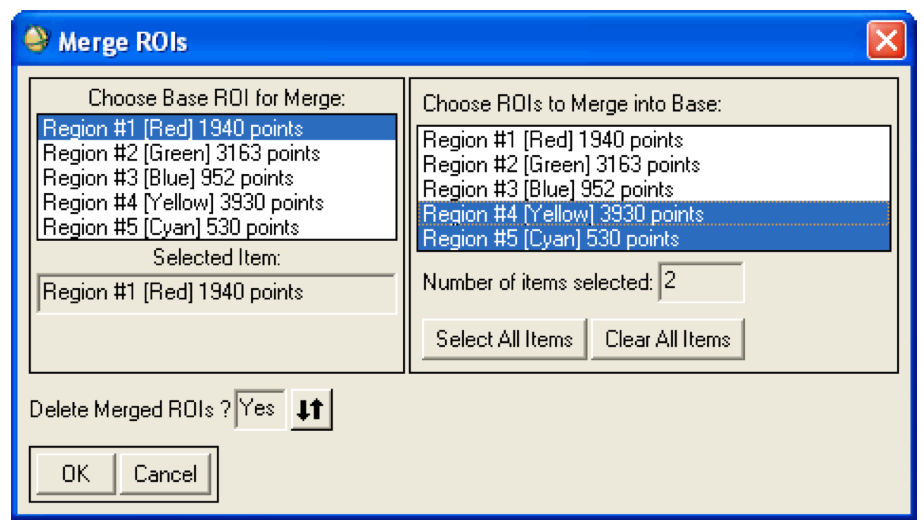 Merge ROIs
Choose Base ROI for Merge:
Region #1 [Red] 1940 points
Region #2 [Green] 3163 points
Region #3 [Blue] 952 points
Region #4 [Yellow] 3930 points
Region #5 [Cyan] 530 points
Selected Item:
Region #1 [Red] 1940 points
Choose ROIs to Merge into Base:
Region #1 [Red] 1940 points
Region #2 [Green] 3163 points
Region #3 [Blue] 952 points
Region #4 [Yellow] 3930 points
Region #5 [Cyan] 530 points
Number of items selected: 2
Select All Items Clear All Items
Delete Merged ROIs ? Yes
OK Cancel